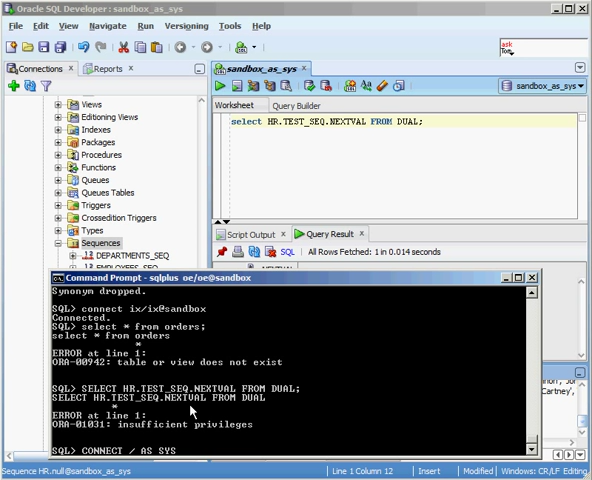 Oracle SQL Developer : sandbox_as_sys
File Edit View Navigate Run Versioning Tools Help
ask
Tom
Connections Reports sandbox_as_sys
sandbox_as_sys
Worksheet Query Builder
select HR.TEST_SEQ.NEXTVAL FROM DUAL;
Views
Editioning Views
Indexes
Packages
Procedures
Functions
Queues
Queues Tables
Triggers
Crossedition Triggers
Types
Sequences
DEPARTMENTS_SEQ
EMPLOYEES_SEQ
Script Output Query Result
SQL All Rows Fetched: 1 in 0.014 seconds
NEXTVAL
Command Prompt - sqlplus oe/oe@sandbox
Synonym dropped.
SQL> connect ix/ix@sandbox
Connected.
SQL> select * from orders;
select * from orders
*
ERROR at line 1:
ORA-00942: table or view does not exist
SQL> SELECT HR.TEST_SEQ.NEXTVAL FROM DUAL;
SELECT HR.TEST_SEQ.NEXTVAL FROM DUAL
*
ERROR at line 1:
ORA-01031: insufficient privileges
SQL> CONNECT / AS SYS
Sequence HR.null@sandbox_as_sys Line 1 Column 12 Insert Modified Windows: CR/LF Editing